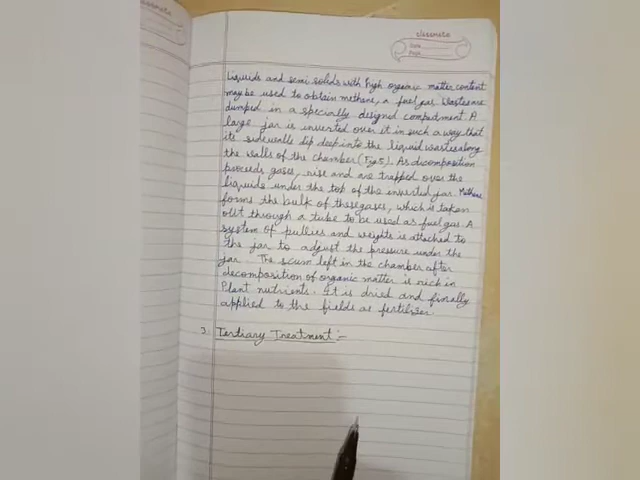 classmate
Date
Page
Liquids and semi solids with high organic matter content
may be used to obtain methane, a fuel gas. Wastes are
dumped in a specially designed compartment. A
large jar is inverted over it in such a way that
its sidewalls dip deep into the liquid wastes along
the walls of the chamber (Fig 5). As dicomposition
proceeds gases, rise and are trapped over the
liquids under the top of the inverted jar. Methane
forms the bulk of these gases, which is taken
out through a tube to be used as fuel gas. A
system of pullies and weights is attached to
the jar to adjust the pressure under the
jar. The scum left in the chamber after
decomposition of organic matter is rich in
Plant nutrients. It is dried and finally
applied to the fields as fertiliser.
3. Tertiary Treatment :-